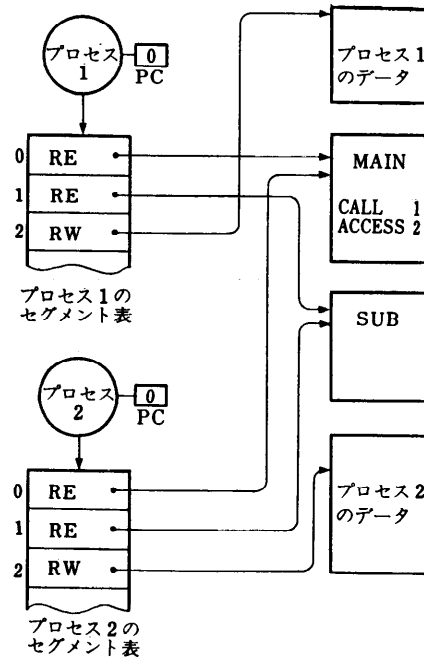 プロセス
1
0
PC
プロセス1
のデータ
0 RE
1 RE
2 RW
MAIN
CALL 1
ACCESS 2
プロセス1の
セグメント表
SUB
プロセス
2
0
PC
プロセス2
のデータ
0 RE
1 RE
2 RW
プロセス2の
セグメント表